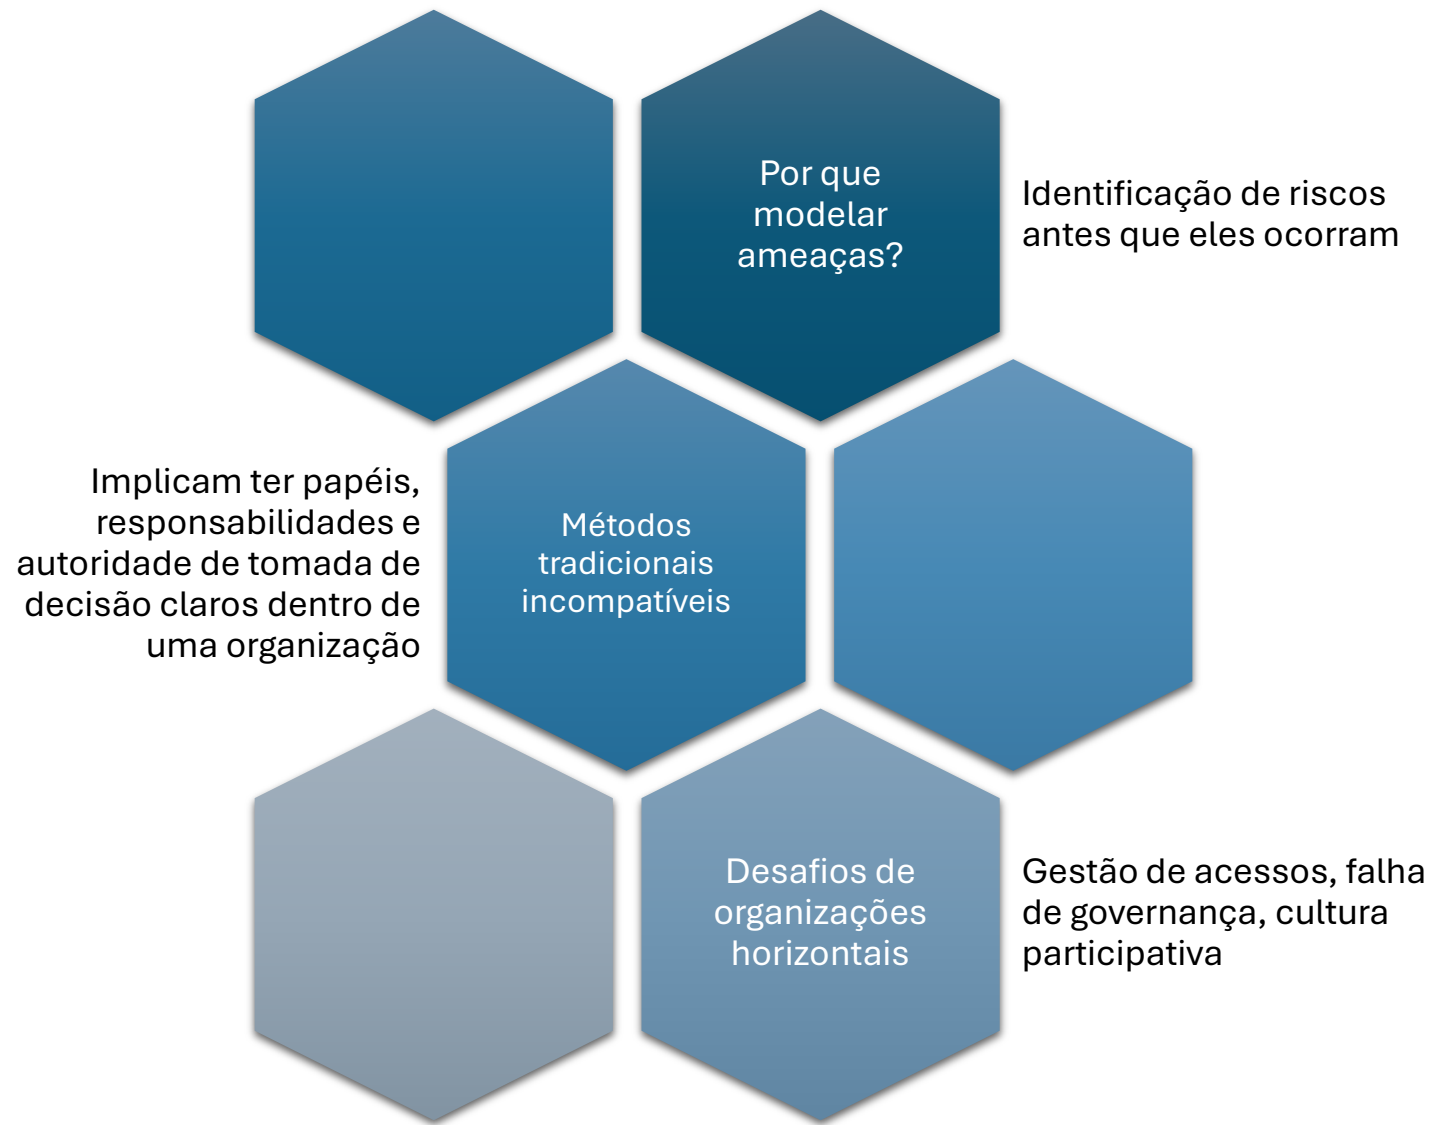 Por que
modelar
ameaças?
Identificação de riscos
antes que eles ocorram
Implicam ter papéis,
responsabilidades e
autoridade de tomada de
decisão claros dentro de
uma organização
Métodos
tradicionais
incompatíveis
Desafios de
organizações
horizontais
Gestão de acessos, falha
de governança, cultura
participativa